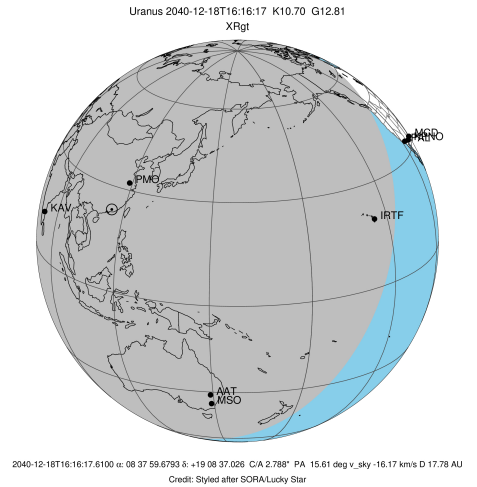 Uranus 2040-12-18T16:16:17 K10.70 G12.81
XRgt
PMO
KAV
IRTF
AAT
MSO
2040-12-18T16:16:17.6100 α: 08 37 59.6793 δ: +19 08 37.026 C/A 2.788" PA 15.61 deg v_sky -16.17 km/s D 17.78 AU
Credit: Styled after SORA/Lucky Star